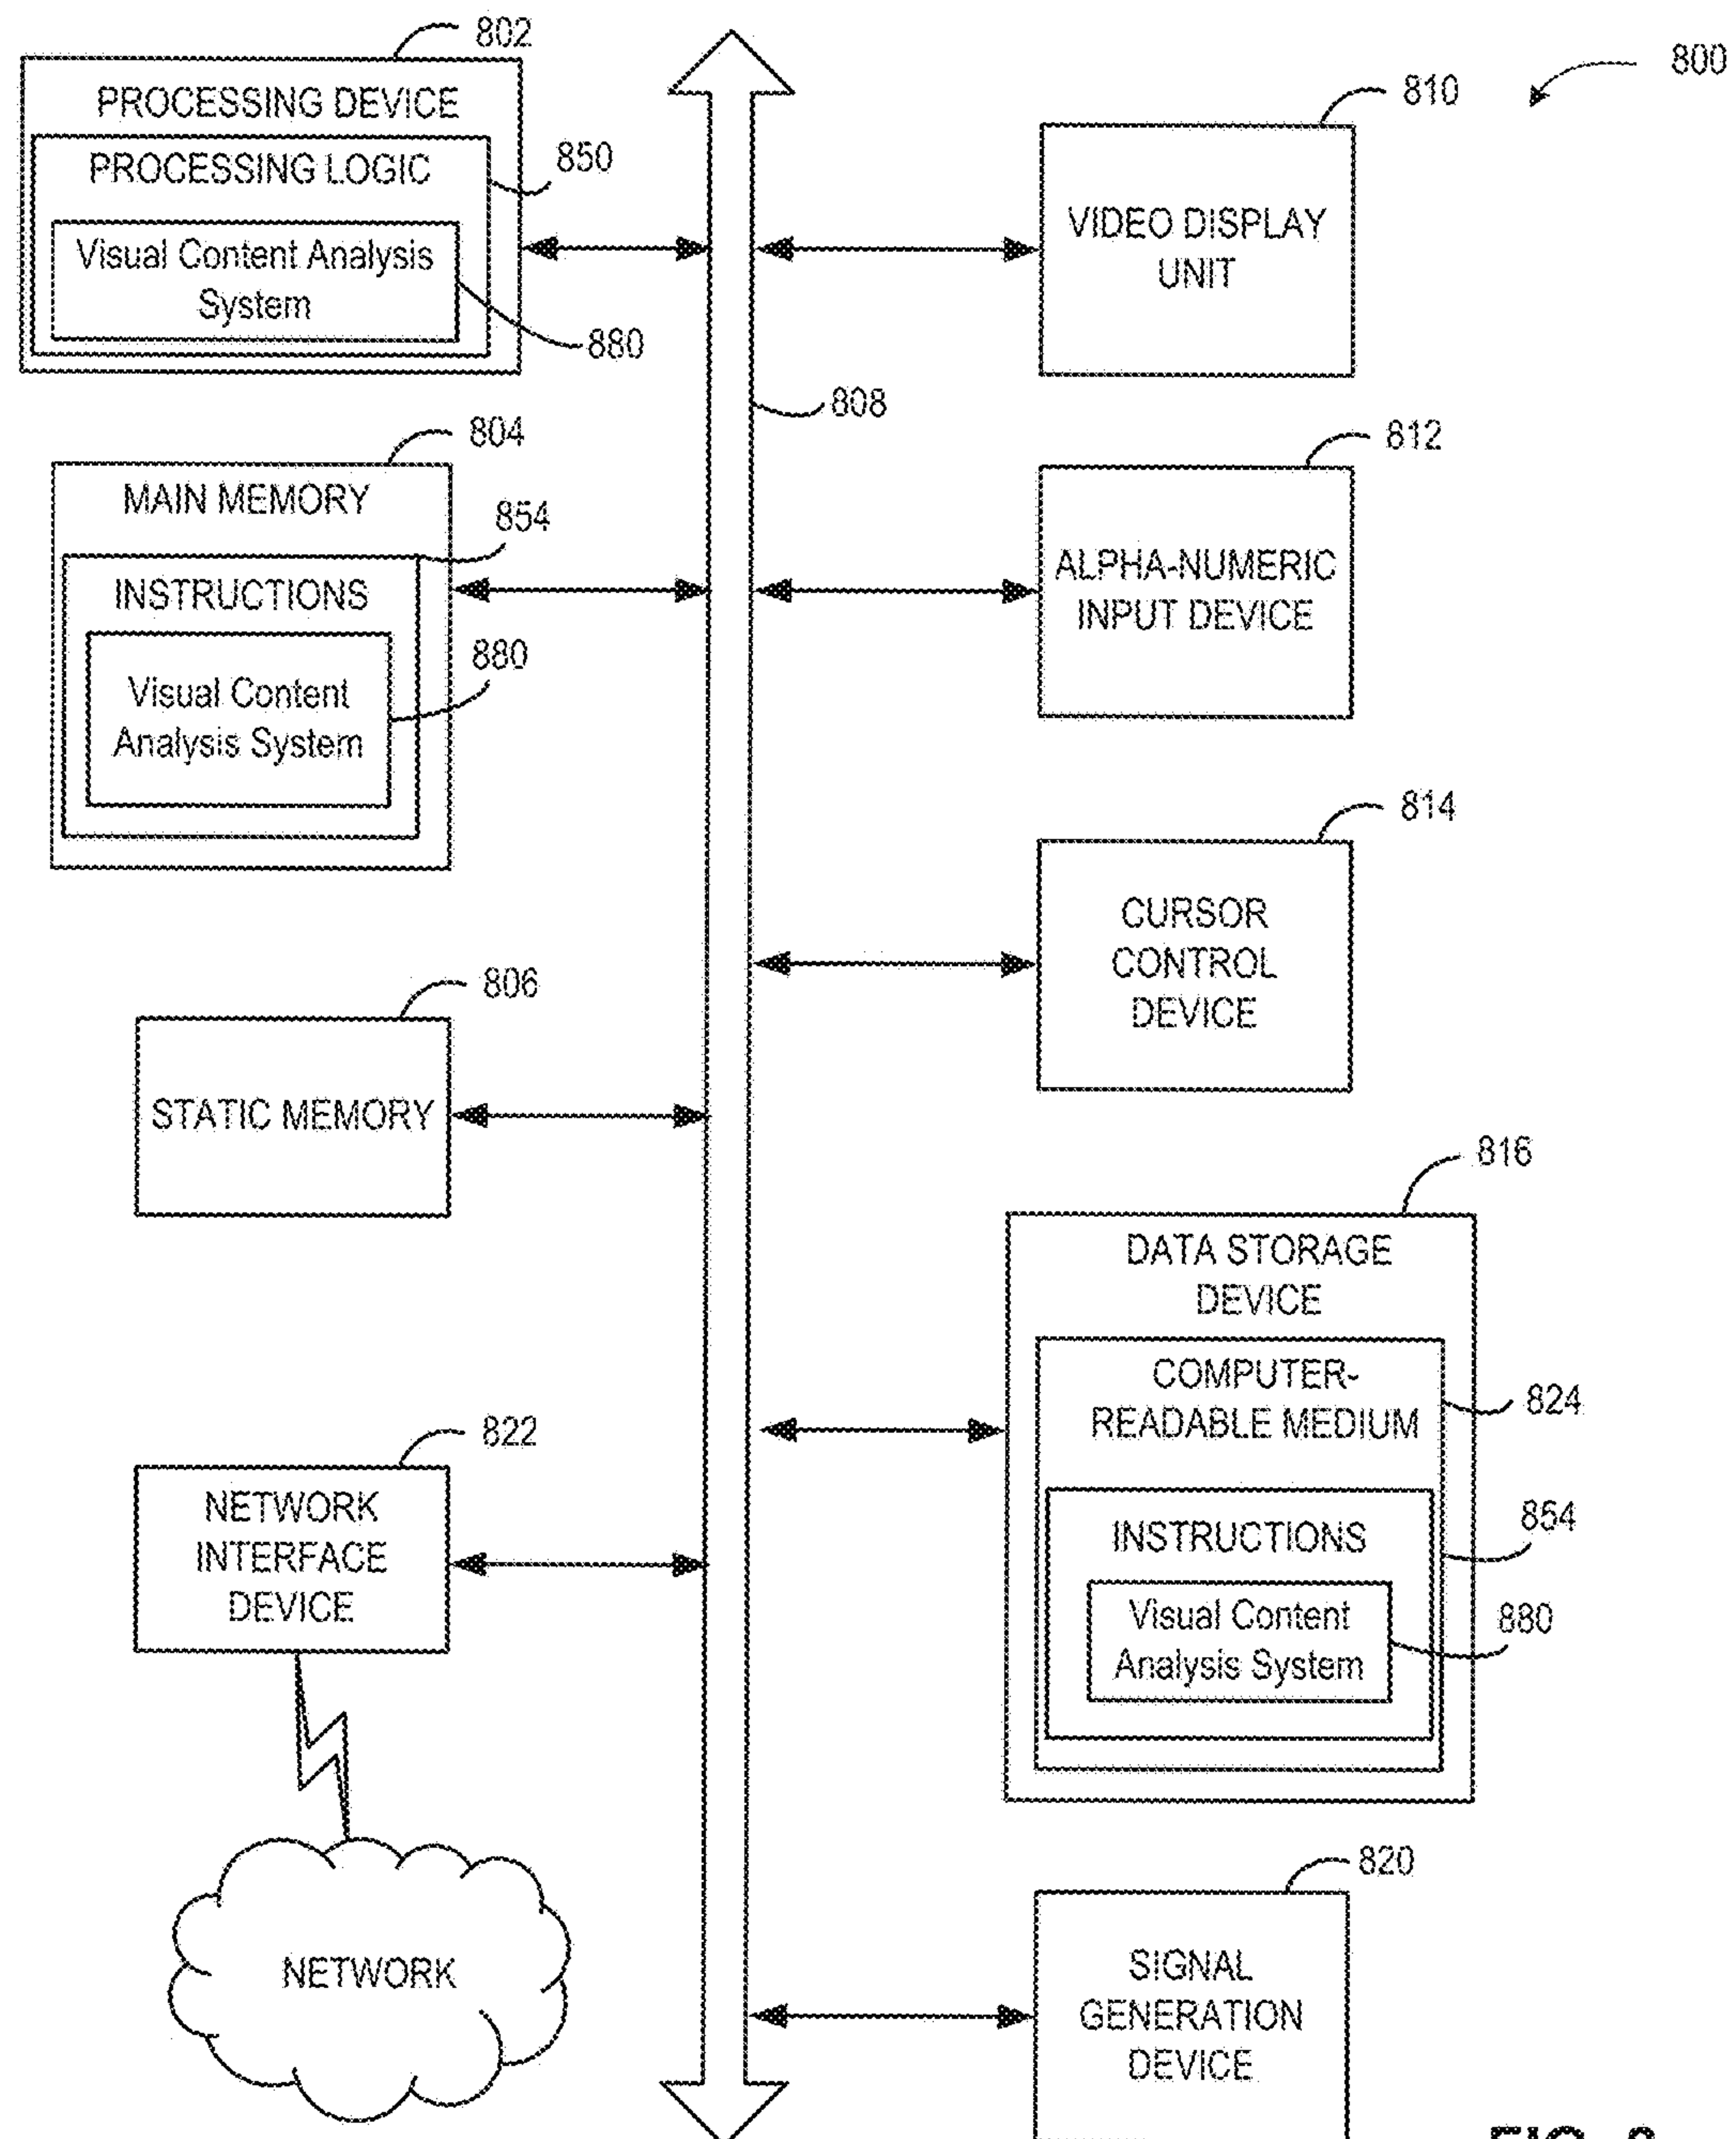 802
PROCESSING DEVICE
PROCESSING LOGIC
850
Visual Content Analysis
System
880
800
810
VIDEO DISPLAY
UNIT
808
804
MAIN MEMORY
854
INSTRUCTIONS
880
Visual Content
Analysis System
812
ALPHA-NUMERIC
INPUT DEVICE
814
CURSOR
CONTROL
DEVICE
806
STATIC MEMORY
816
DATA STORAGE
DEVICE
COMPUTER-
READABLE MEDIUM
824
INSTRUCTIONS
854
Visual Content
Analysis System
880
822
NETWORK
INTERFACE
DEVICE
NETWORK
820
SIGNAL
GENERATION
DEVICE